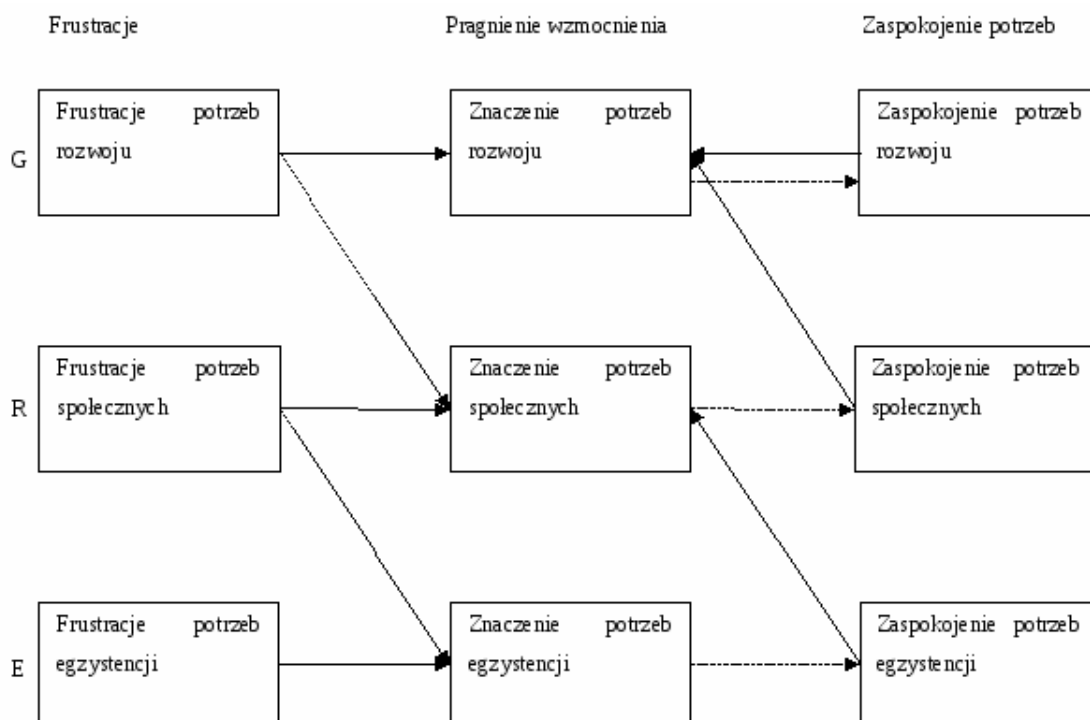 Frustracje Pragnienie wzmocnienia Zaspokojenie potrzeb
G
Frustracje potrzeb
rozwoju
Znaczenie potrzeb
rozwoju
Zaspokojenie potrzeb
rozwoju
R
Frustracje potrzeb
społecznych
Znaczenie potrzeb
społecznych
Zaspokojenie potrzeb
społecznych
E
Frustracje potrzeb
egzystencji
Znaczenie potrzeb
egzystencji
Zaspokojenie potrzeb
egzystencji